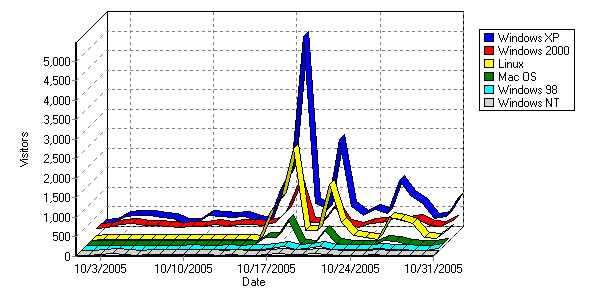 5,000
4,500
4,000
3,500
3,000
2,500
2,000
1,500
1,000
500
0
Visitors
10/3/2005
10/10/2005
10/17/2005
10/24/2005
10/31/2005
Date
Windows XP
Windows 2000
Linux
Mac OS
Windows 98
Windows NT